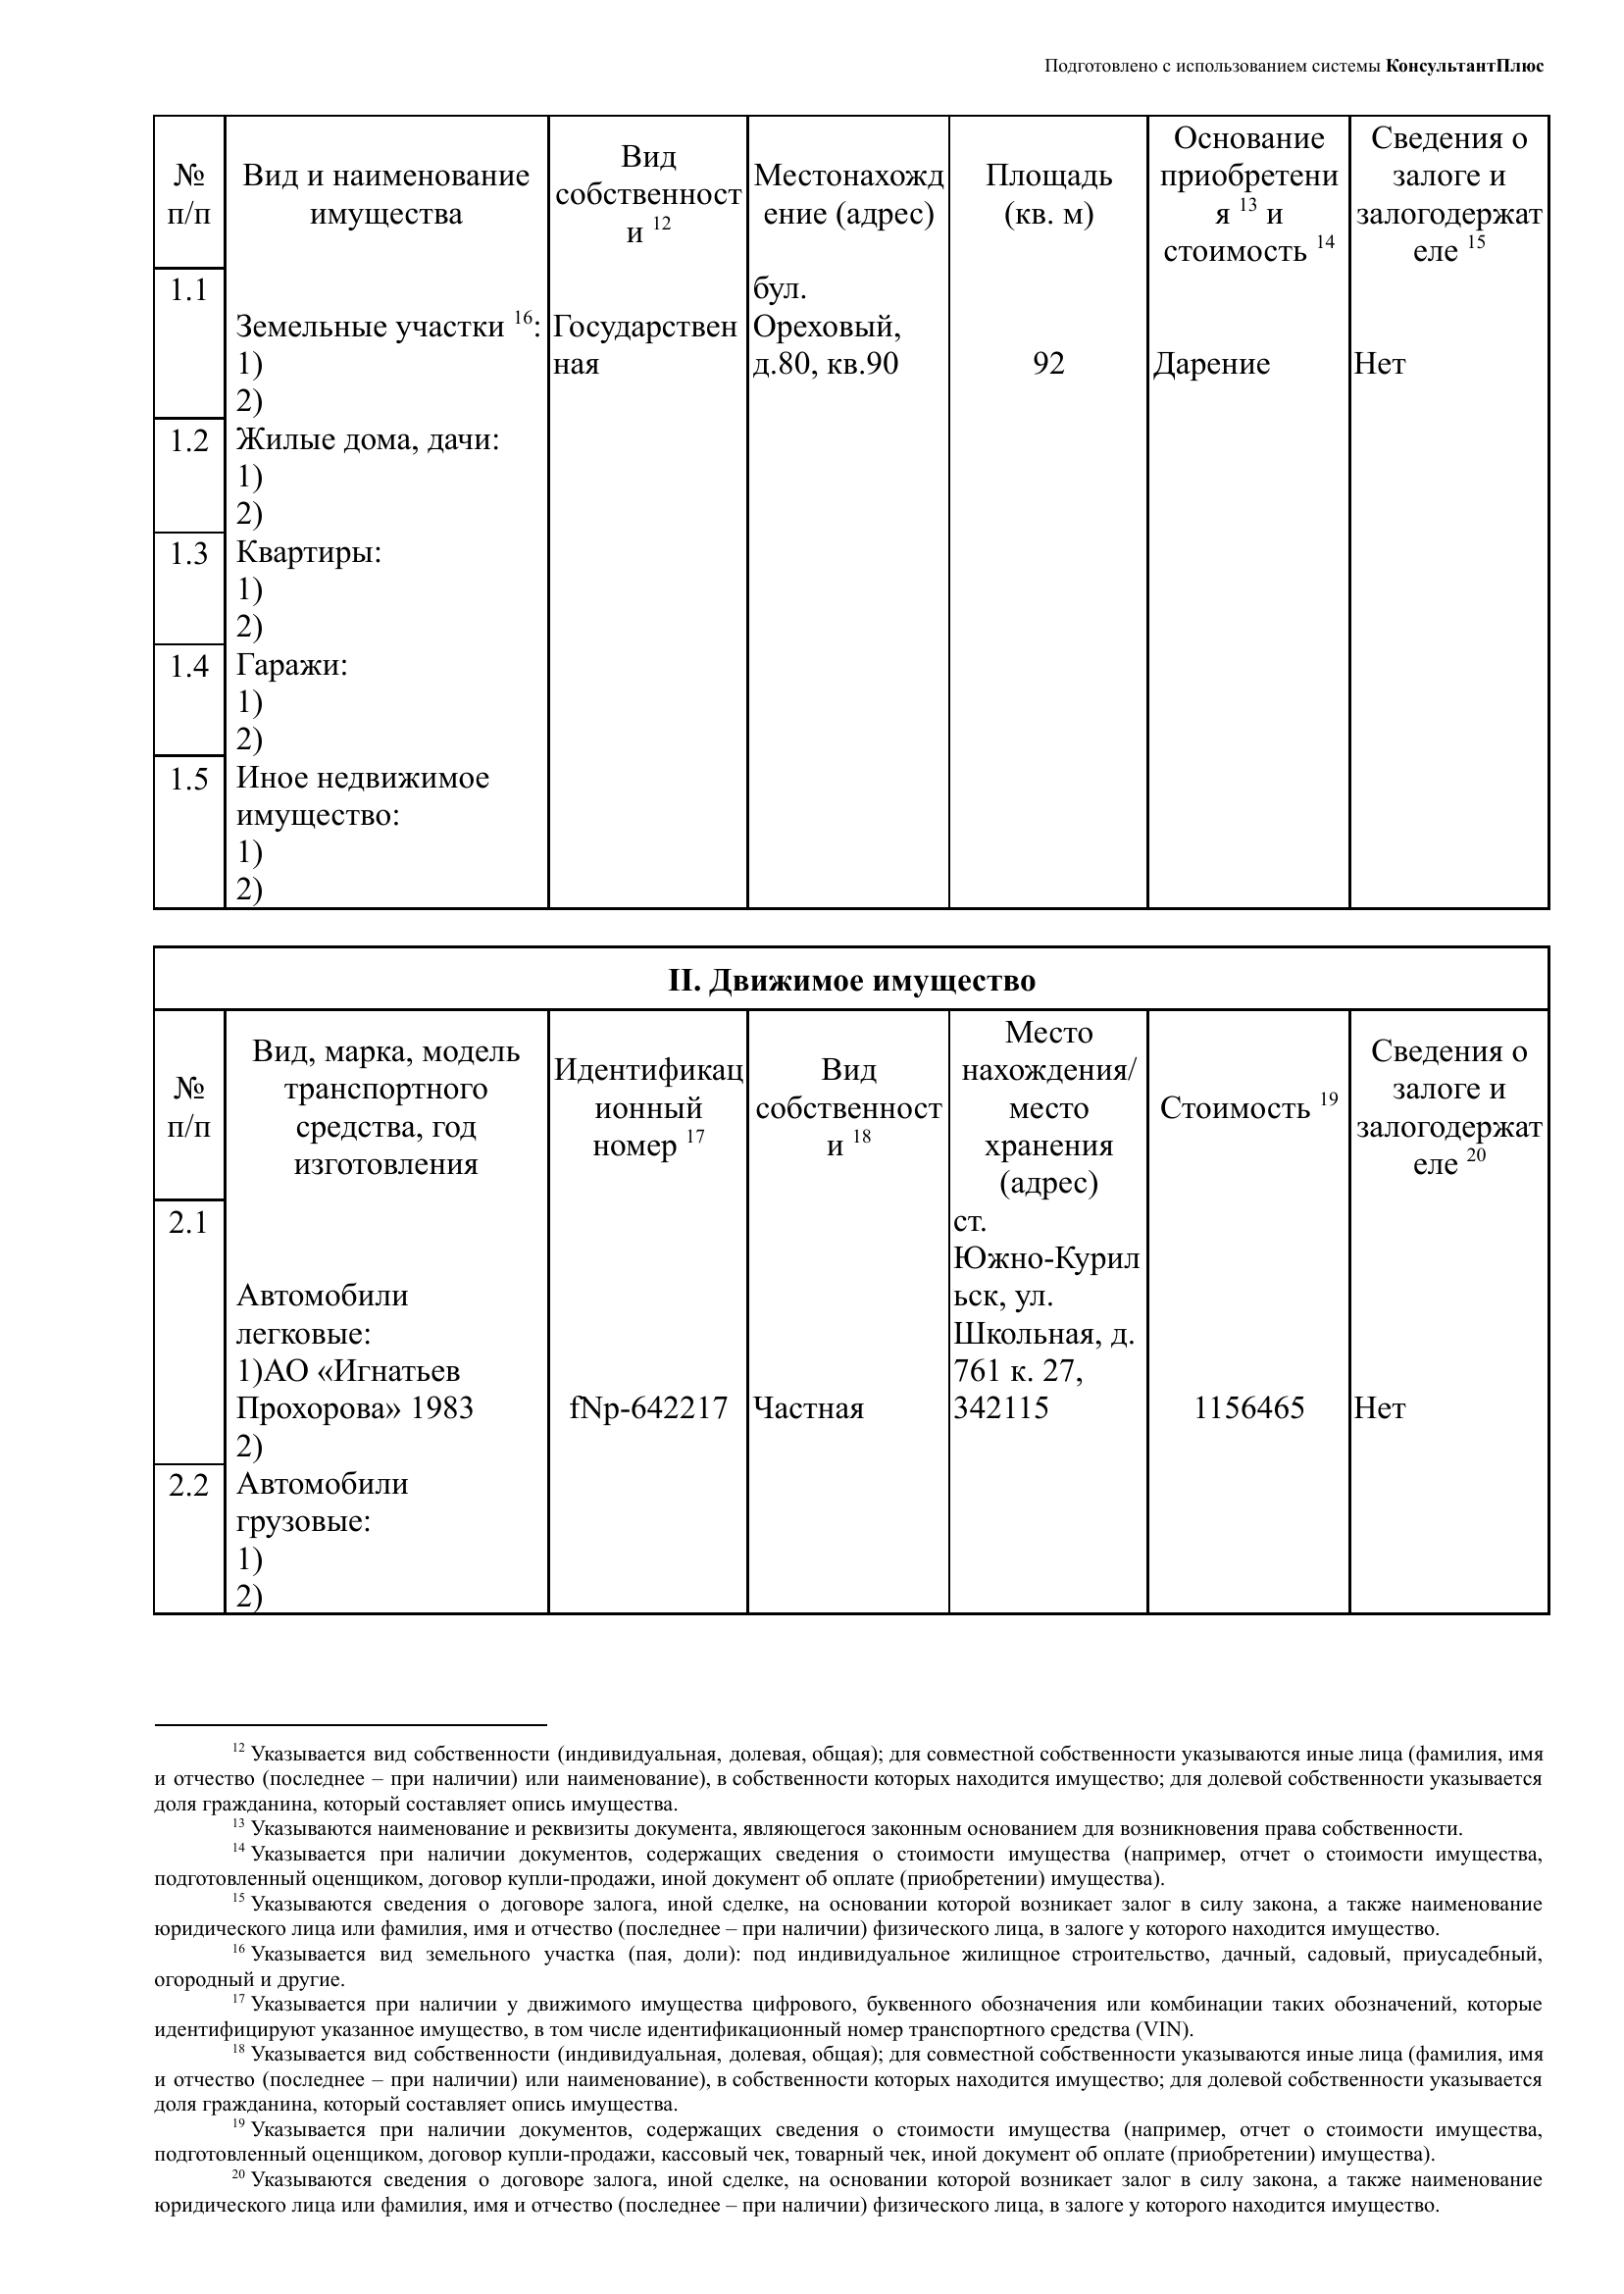 Подготовлено с использованием системы КонсультантПлюс
№ п/п
Вид и наименование имущества
Вид собственност и 12
Местонахожд ение (адрес)
Площадь (кв. м)
Основание приобретени я 13 и стоимость 14
Сведения о залоге и залогодержат еле 15
1.1
Земельные участки 16:
1)
2)
Государствен ная
бул. Ореховый, д.80, кв.90
92
Дарение
Нет
1.2
Жилые дома, дачи:
1)
2)
1.3
Квартиры:
1)
2)
1.4
Гаражи:
1)
2)
1.5
Иное недвижимое имущество:
1)
2)
II. Движимое имущество
№ п/п
Вид, марка, модель транспортного средства, год изготовления
Идентификац ионный номер 17
Вид собственност и 18
Место нахождения/ место хранения (адрес)
Стоимость 19
Сведения о залоге и залогодержат еле 20
2.1
Автомобили легковые:
1)АО «Игнатьев Прохорова» 1983
2)
fNp-642217
Частная
ст. Южно-Курил ьск, ул. Школьная, д. 761 к. 27, 342115
1156465
Нет
2.2
Автомобили грузовые:
1)
2)
12 Указывается вид собственности (индивидуальная, долевая, общая); для совместной собственности указываются иные лица (фамилия, имя
и отчество (последнее – при наличии) или наименование), в собственности которых находится имущество; для долевой собственности указывается
доля гражданина, который составляет опись имущества.
13 Указываются наименование и реквизиты документа, являющегося законным основанием для возникновения права собственности.
14 Указывается при наличии документов, содержащих сведения о стоимости имущества (например, отчет о стоимости имущества,
подготовленный оценщиком, договор купли-продажи, иной документ об оплате (приобретении) имущества).
15 Указываются сведения о договоре залога, иной сделке, на основании которой возникает залог в силу закона, а также наименование
юридического лица или фамилия, имя и отчество (последнее – при наличии) физического лица, в залоге у которого находится имущество.
16 Указывается вид земельного участка (пая, доли): под индивидуальное жилищное строительство, дачный, садовый, приусадебный,
огородный и другие.
17 Указывается при наличии у движимого имущества цифрового, буквенного обозначения или комбинации таких обозначений, которые
идентифицируют указанное имущество, в том числе идентификационный номер транспортного средства (VIN).
18 Указывается вид собственности (индивидуальная, долевая, общая); для совместной собственности указываются иные лица (фамилия, имя
и отчество (последнее – при наличии) или наименование), в собственности которых находится имущество; для долевой собственности указывается
доля гражданина, который составляет опись имущества.
19 Указывается при наличии документов, содержащих сведения о стоимости имущества (например, отчет о стоимости имущества,
подготовленный оценщиком, договор купли-продажи, кассовый чек, товарный чек, иной документ об оплате (приобретении) имущества).
20 Указываются сведения о договоре залога, иной сделке, на основании которой возникает залог в силу закона, а также наименование
юридического лица или фамилия, имя и отчество (последнее – при наличии) физического лица, в залоге у которого находится имущество.